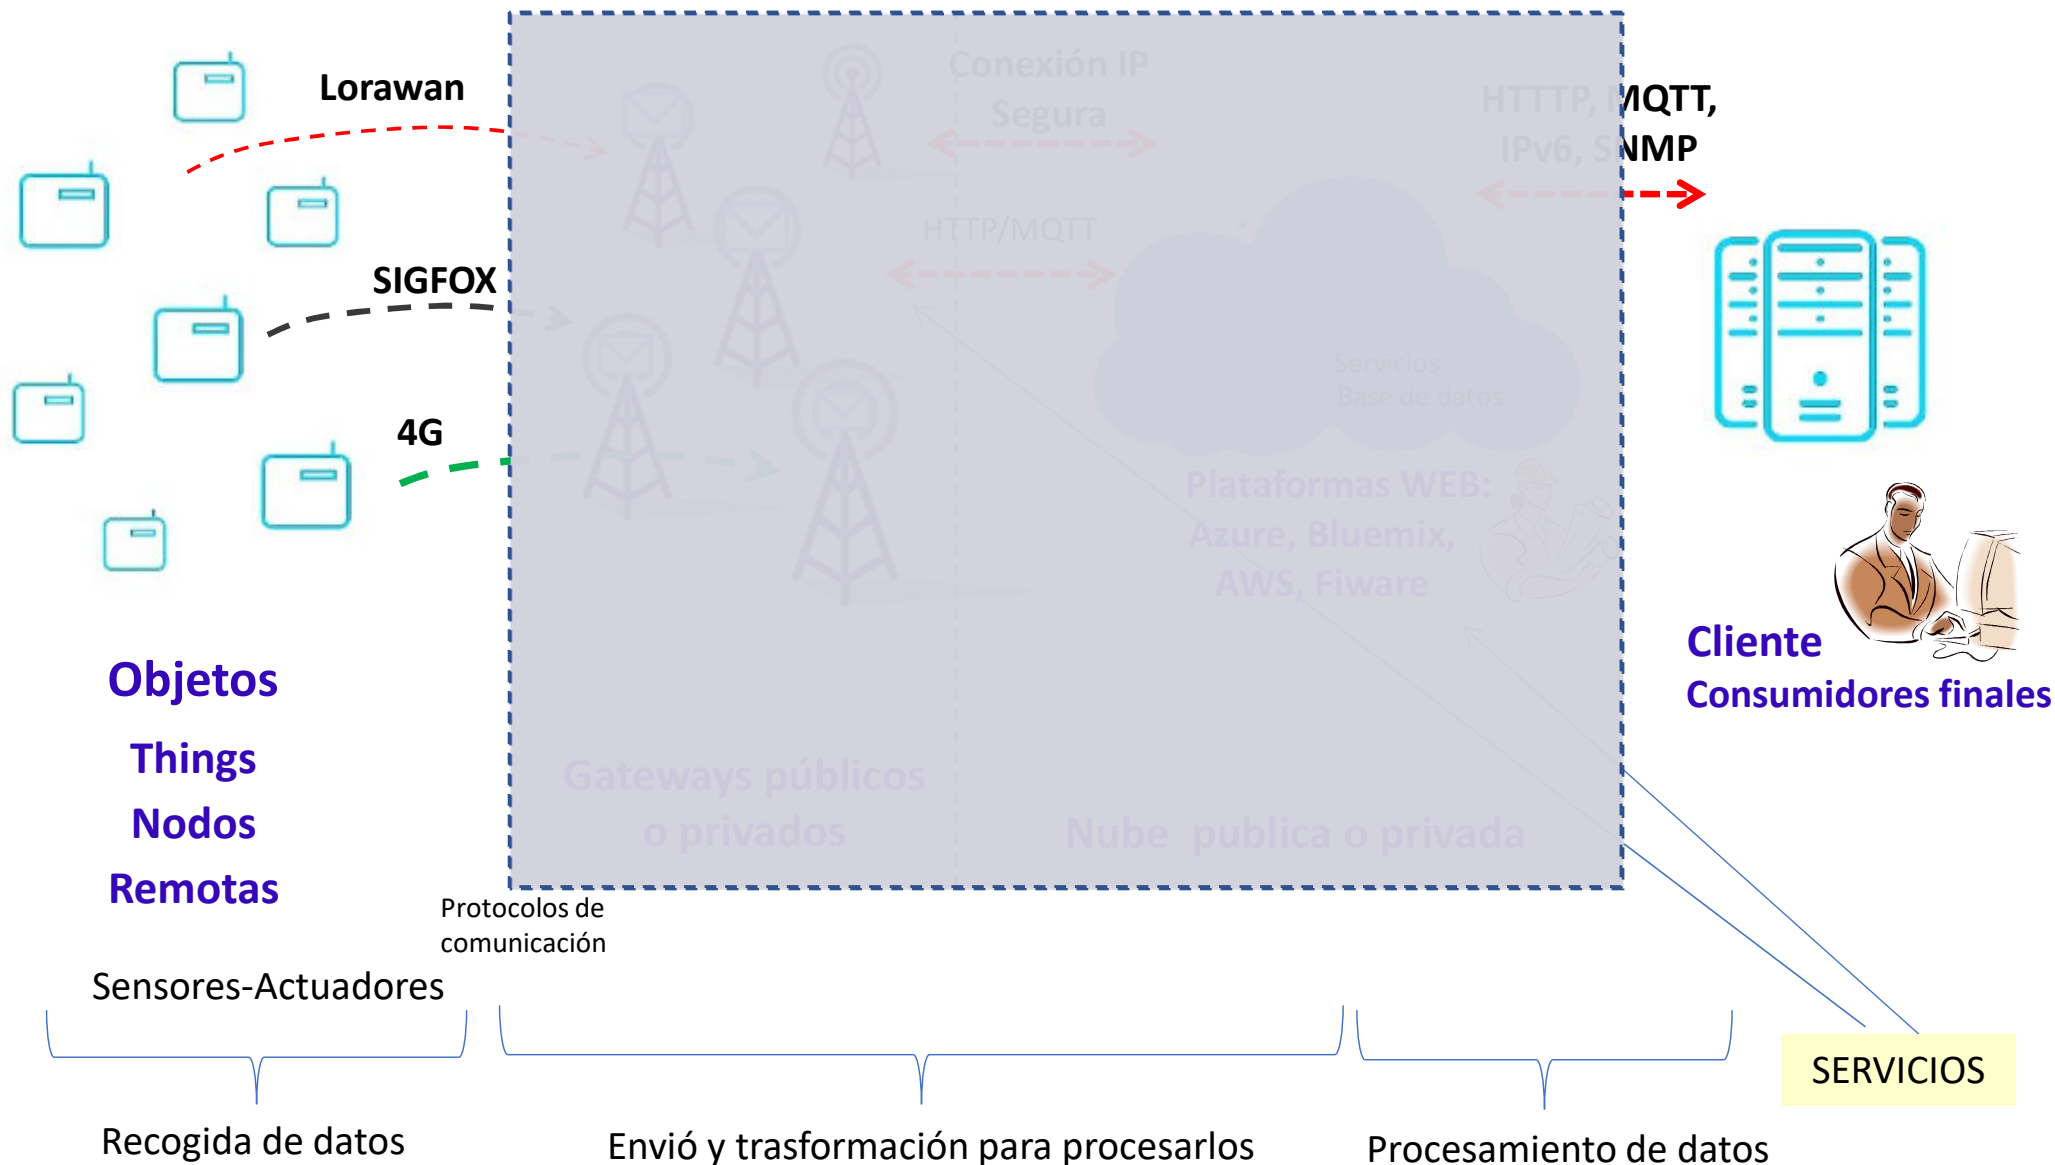 Lorawan
Conexión IP
Segura
HTTTP, MQTT,
IPv6, SNMP
HTTP/MQTT
SIGFOX
Servicios
Base de datos
4G
Plataformas WEB:
Azure, Bluemix,
AWS, Fiware
Cliente
Consumidores finales
Objetos
Things
Nodos
Remotas
Gateways públicos
o privados
Nube publica o privada
Protocolos de
comunicación
Sensores-Actuadores
SERVICIOS
Recogida de datos
Envió y trasformación para procesarlos
Procesamiento de datos